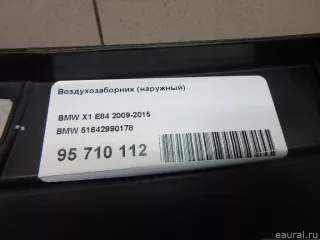 Воздухозаборник (наружный)
BMW X1 E84 2009-2015
BMW 51642990178
95 710 112
eaural.ru